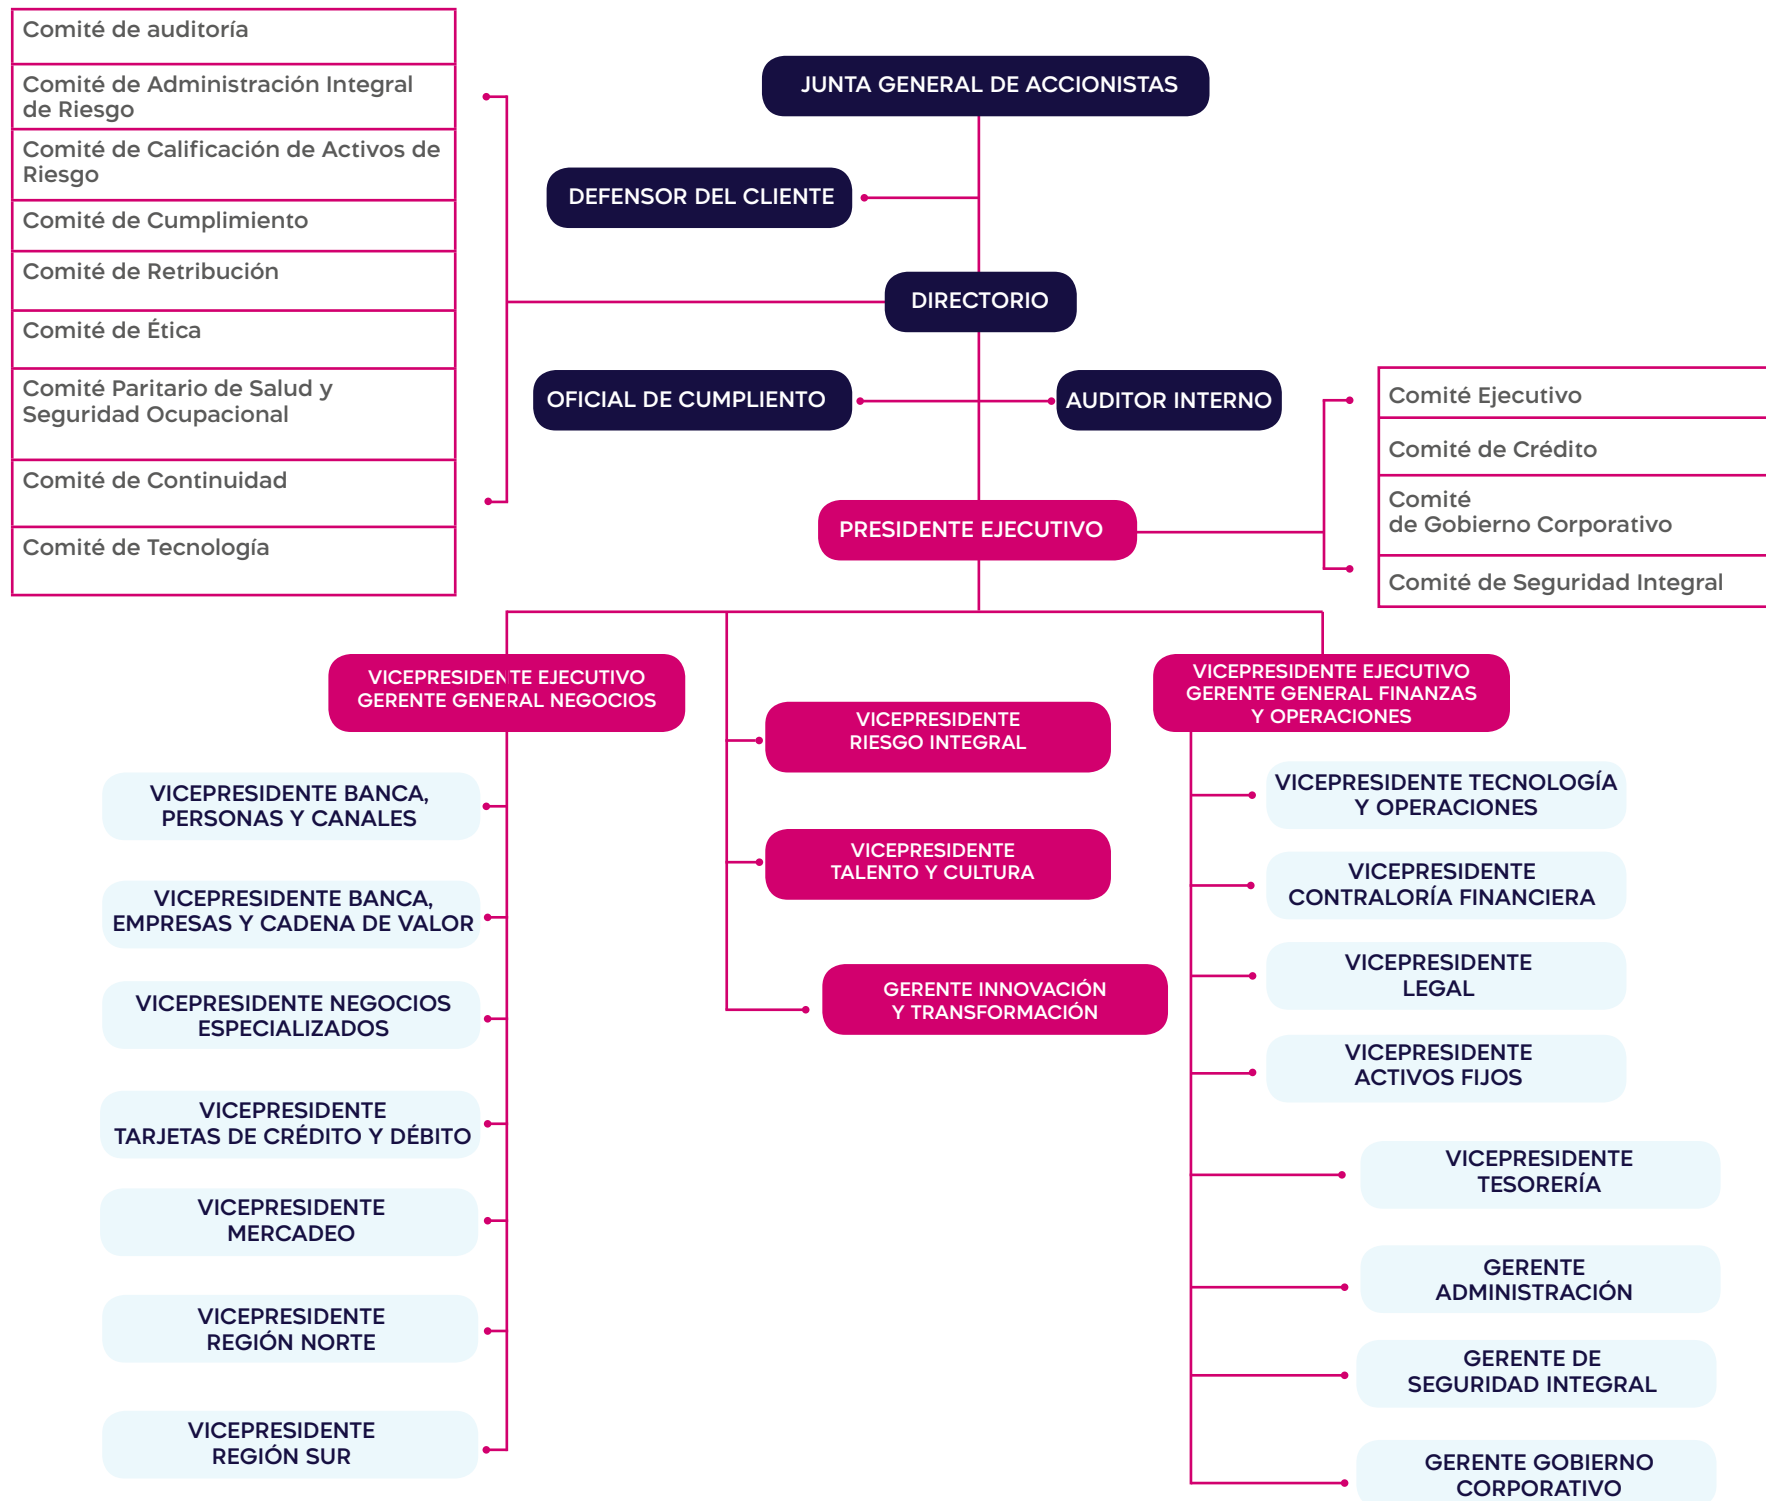 Comité de auditoría
Comité de Administración Integral
de Riesgo
Comité de Calificación de Activos de
Riesgo
Comité de Cumplimiento
Comité de Retribución
Comité de Ética
Comité Paritario de Salud y
Seguridad Ocupacional
Comité de Continuidad
Comité de Tecnología
JUNTA GENERAL DE ACCIONISTAS
DEFENSOR DEL CLIENTE
DIRECTORIO
OFICIAL DE CUMPLIENTO
AUDITOR INTERNO
PRESIDENTE EJECUTIVO
Comité Ejecutivo
Comité de Crédito
Comité
de Gobierno Corporativo
Comité de Seguridad Integral
VICEPRESIDENTE EJECUTIVO
GERENTE GENERAL NEGOCIOS
VICEPRESIDENTE BANCA,
PERSONAS Y CANALES
VICEPRESIDENTE BANCA,
EMPRESAS Y CADENA DE VALOR
VICEPRESIDENTE NEGOCIOS
ESPECIALIZADOS
VICEPRESIDENTE
TARJETAS DE CRÉDITO Y DÉBITO
VICEPRESIDENTE
MERCADEO
VICEPRESIDENTE
REGIÓN NORTE
VICEPRESIDENTE
REGIÓN SUR
VICEPRESIDENTE
RIESGO INTEGRAL
VICEPRESIDENTE
TALENTO Y CULTURA
GERENTE INNOVACIÓN
Y TRANSFORMACIÓN
VICEPRESIDENTE EJECUTIVO
GERENTE GENERAL FINANZAS
Y OPERACIONES
VICEPRESIDENTE TECNOLOGÍA
Y OPERACIONES
VICEPRESIDENTE
CONTRALORÍA FINANCIERA
VICEPRESIDENTE
LEGAL
VICEPRESIDENTE
ACTIVOS FIJOS
VICEPRESIDENTE
TESORERÍA
GERENTE
ADMINISTRACIÓN
GERENTE DE
SEGURIDAD INTEGRAL
GERENTE GOBIERNO
CORPORATIVO